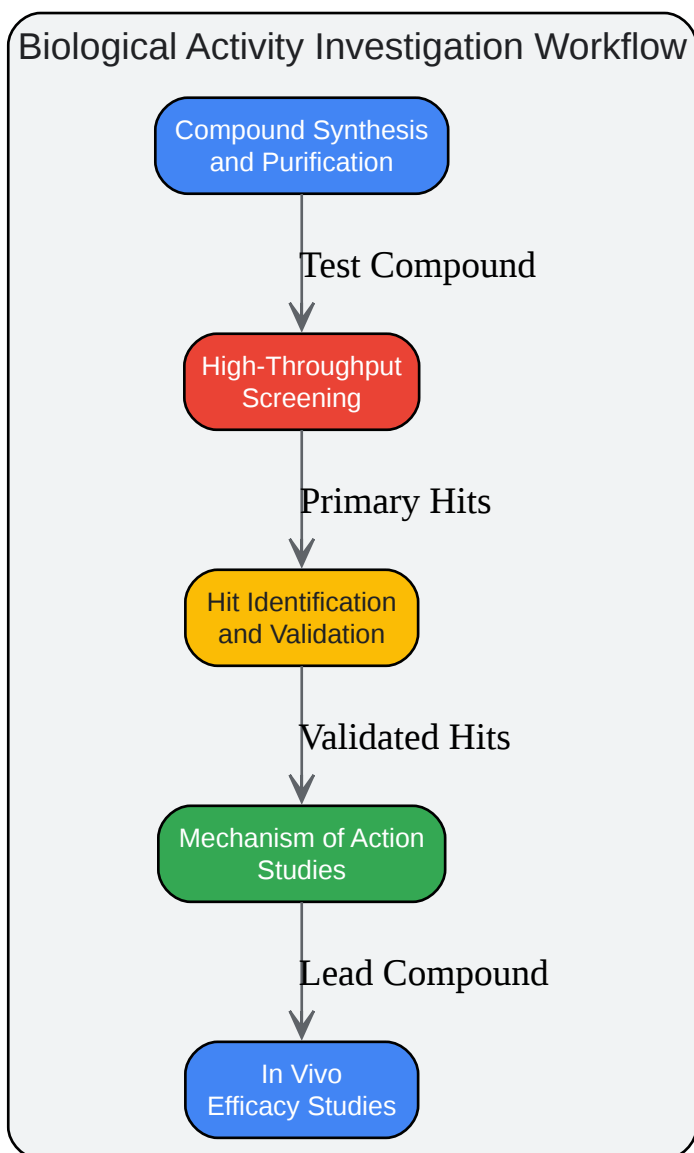 Biological Activity Investigation Workflow
Compound Synthesis
and Purification
Test Compound
High-Throughput
Screening
Primary Hits
Hit Identification
and Validation
Validated Hits
Mechanism of Action
Studies
Lead Compound
In Vivo
Efficacy Studies